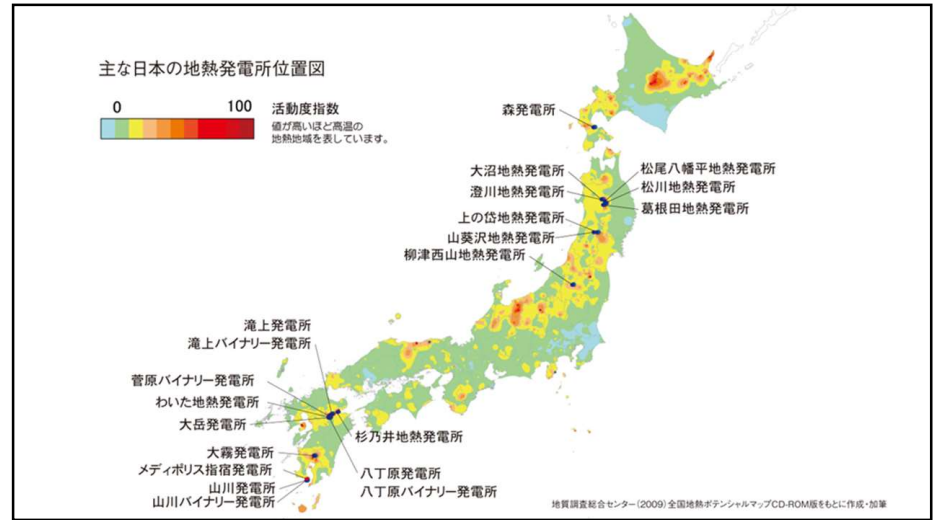 主な日本の地熱発電所位置図
0 100 活動度指数
値が高いほど高温の
地熱地域を表しています。
森発電所
大沼地熱発電所
澄川地熱発電所
上の岱地熱発電所
山葵沢地熱発電所
柳津西山地熱発電所
松尾八幡平地熱発電所
松川地熱発電所
葛根田地熱発電所
滝上発電所
滝上バイナリー発電所
菅原バイナリー発電所
わいた地熱発電所
大岳発電所
杉乃井地熱発電所
大霧発電所
メディポリス指宿発電所
山川発電所
山川バイナリー発電所
八丁原発電所
八丁原バイナリー発電所
地質調査総合センター(2009)全国地熱ポテンシャルマップCD-ROM版をもとに作成・加筆